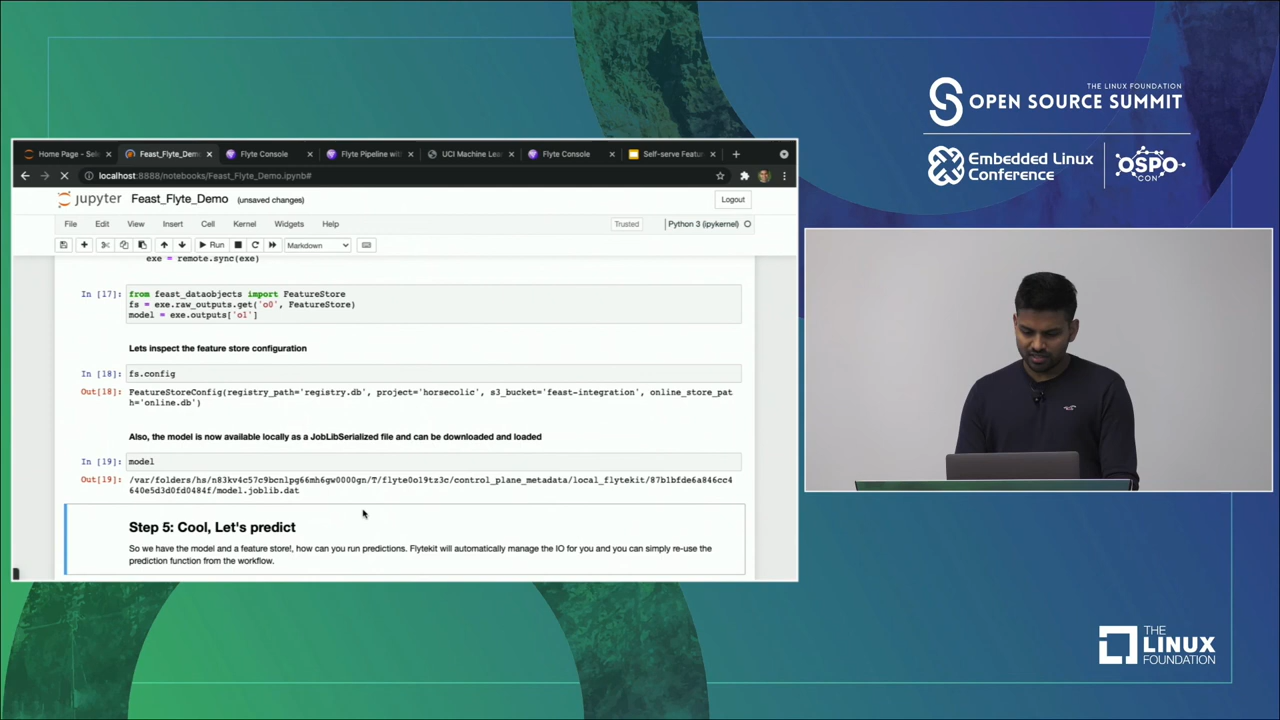 THE LINUX FOUNDATION
OPEN SOURCE SUMMIT
Embedded Linux
Conference
OSPO
CON
Home Page - Sele
Feast_Flyte_Demo
Flyte Console
Flyte Pipeline with
UCI Machine Lea
Flyte Console
Self-serve Featur
localhost:8888/notebooks/Feast_Flyte_Demo.ipynb#
jupyter Feast_Flyte_Demo (unsaved changes)
Logout
File Edit View Insert Cell Kernel Widgets Help
Trusted
Python 3 (ipykernel)
Run
Markdown
exe = remote.sync(exe)
In [17]: from feast_dataobjects import FeatureStore
fs = exe.raw_outputs.get('o0', FeatureStore)
model = exe.outputs['o1']
Lets inspect the feature store configuration
In [18]: fs.config
Out[18]: FeatureStoreConfig(registry_path='registry.db', project='horsecolic', s3_bucket='feast-integration', online_store_pat
h='online.db')
Also, the model is now available locally as a JobLibSerialized file and can be downloaded and loaded
In [19]: model
Out[19]: /var/folders/hs/n83kv4c57c9bcnlpg66mh6gw0000gn/T/flyte0o19tz3c/control_plane_metadata/local_flytekit/87b1bfde6a846cc4
640e5d3d0fd0484f/model.joblib.dat
Step 5: Cool, Let's predict
So we have the model and a feature store!, how can you run predictions. Flytekit will automatically manage the IO for you and you can simply re-use the
prediction function from the workflow.
THE
LINUX
FOUNDATION